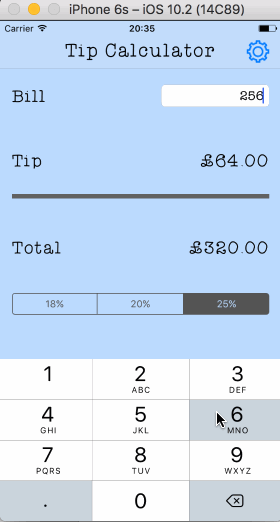 iPhone 6s – iOS 10.2 (14C89)
Carrier 20:35
Tip Calculator
Bill 256
Tip £64.00
Total £320.00
18% 20% 25%
1 2 3
ABC DEF
4 5 6
GHI JKL MNO
7 8 9
PQRS TUV WXYZ
. 0